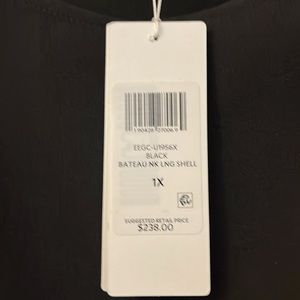 EEGC-U1956X
BLACK
BATEAU NK LNG SHELL
1X
SUGGESTED RETAIL PRICE
$238.00